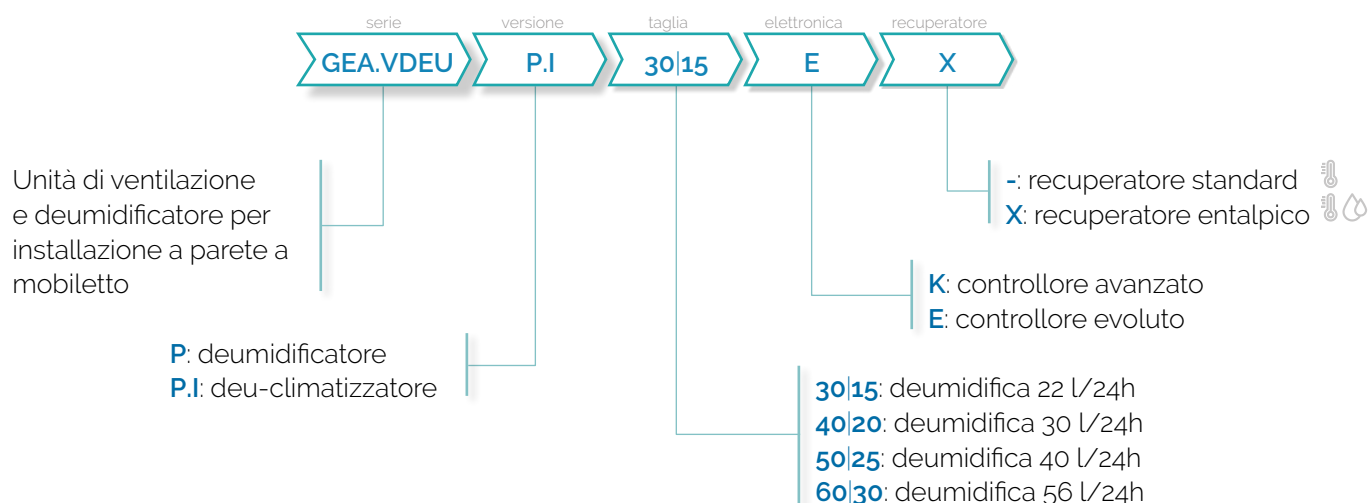 serie versione taglia elettronica recuperatore
GEA.VDEU P.I 30|15 E X
Unità di ventilazione
e deumidificatore per
installazione a parete a
mobiletto
-: recuperatore standard
X: recuperatore entalpico
K: controllore avanzato
E: controllore evoluto
P: deumidificatore
P.I: deu-climatizzatore
30|15: deumidifica 22 l/24h
40|20: deumidifica 30 l/24h
50|25: deumidifica 40 l/24h
60|30: deumidifica 56 l/24h